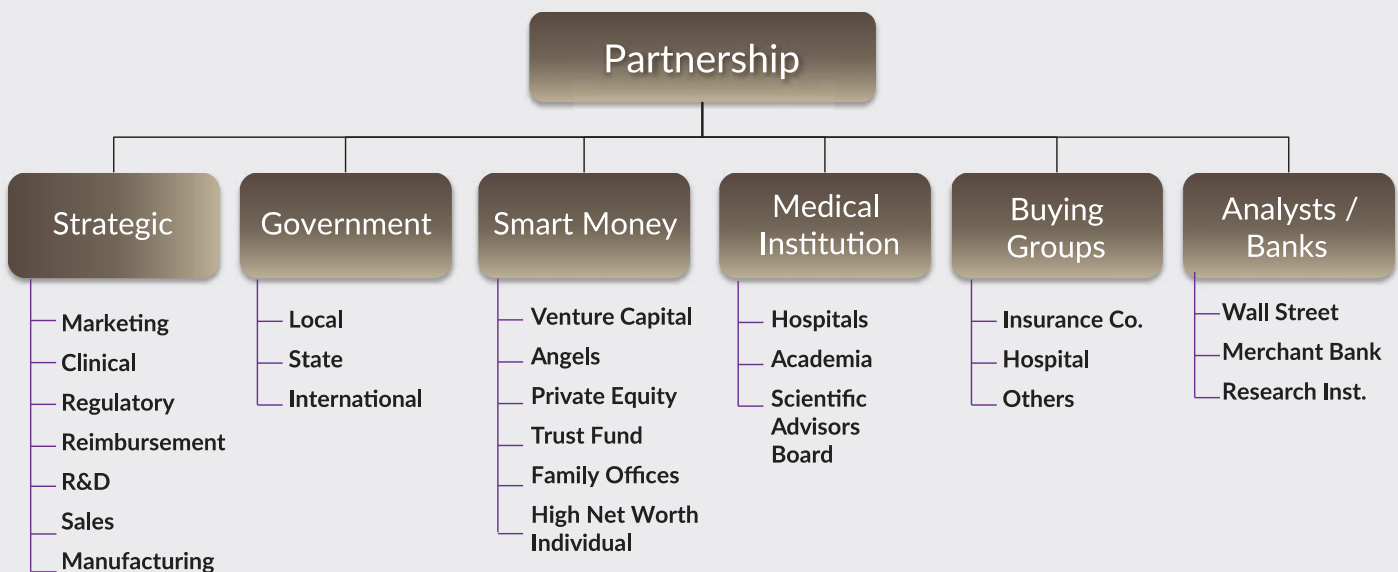 Partnership
Strategic
Marketing
Clinical
Regulatory
Reimbursement
R&D
Sales
Manufacturing
Government
Local
State
International
Smart Money
Venture Capital
Angels
Private Equity
Trust Fund
Family Offices
High Net Worth
Individual
Medical
Institution
Hospitals
Academia
Scientific
Advisors
Board
Buying
Groups
Insurance Co.
Hospital
Others
Analysts /
Banks
Wall Street
Merchant Bank
Research Inst.